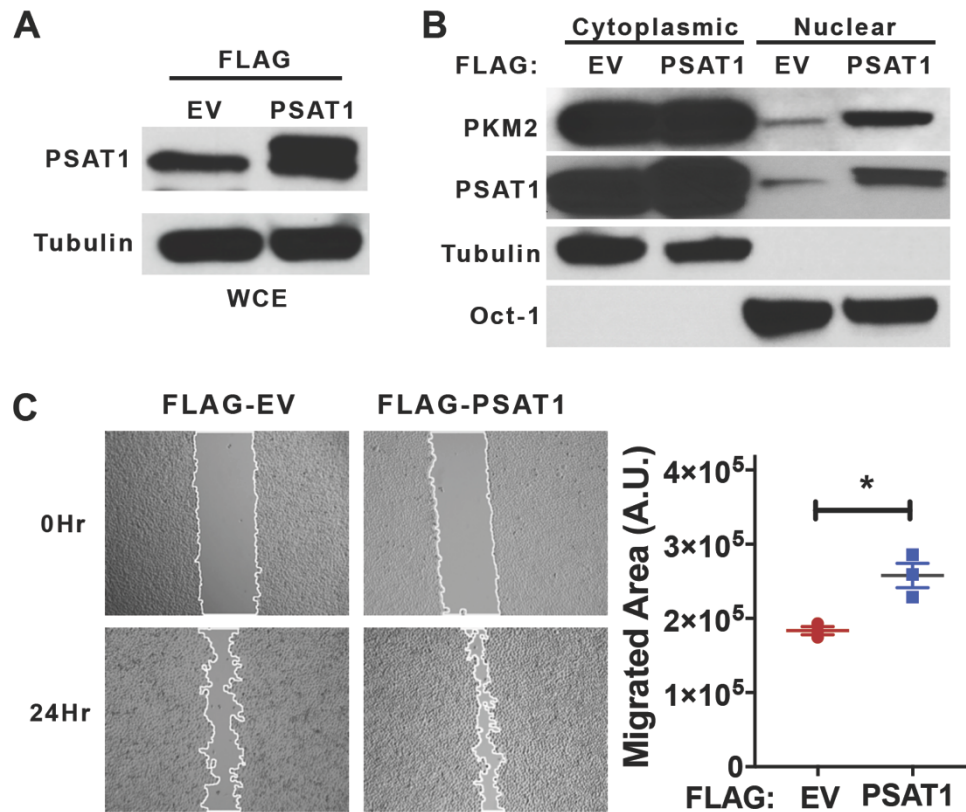 A
FLAG
EV PSAT1
PSAT1
Tubulin
WCE
B
Cytoplasmic Nuclear
FLAG: EV PSAT1 EV PSAT1
PKM2
PSAT1
Tubulin
Oct-1
C
FLAG-EV FLAG-PSAT1
0Hr
24Hr
Migrated Area (A.U.)
4×10⁵
3×10⁵
2×10⁵
1×10⁵
0
*
FLAG: EV PSAT1